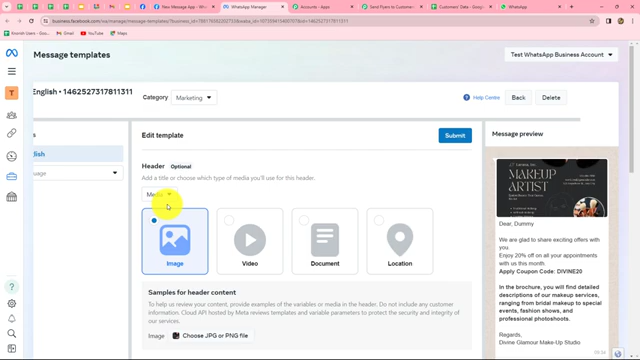 New Message App - Wh
WhatsApp Manager
Accounts - Apps
Send Flyers to Customer
Customers' Data - Google
WhatsApp
Gmail
YouTube
Maps
Message templates
Test WhatsApp Business Account
English • 1462527317811311
Category
Marketing
Help Centre
Back
Delete
T
Edit template
Submit
Message preview
Header
Optional
Add a title or choose which type of media you'll use for this header.
Media
Image
Video
Document
Location
Samples for header content
To help us review your content, provide examples of the variables or media in the header. Do not include any customer information. Cloud API hosted by Meta reviews templates and variable parameters to protect the security and integrity of our services.
Image
Choose JPG or PNG file
MAKEUP
ARTIST
Dear, Dummy
We are glad to share exciting offers with
you
Enjoy 20% off on all your appointments
with us this month.
Apply Coupon Code: DIVINE20
In the brochure, you will find detailed
descriptions of our makeup services,
ranging from bridal makeup to special
events, fashion shows, and
professional photoshoots.
Regards,
Divine Glamour Make-Up Studio